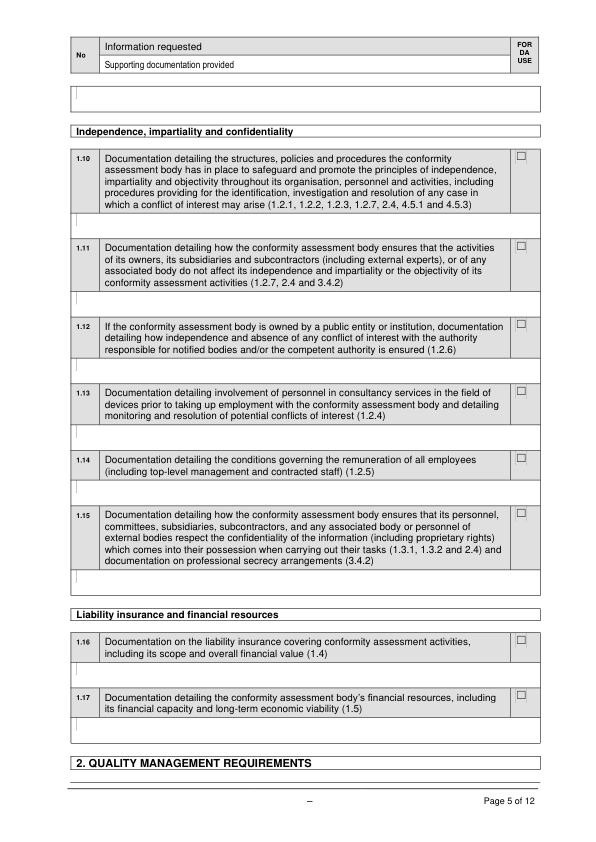 No
Information requested
FOR
DA
USE
Supporting documentation provided
Independence, impartiality and confidentiality
1.10
Documentation detailing the structures, policies and procedures the conformity
assessment body has in place to safeguard and promote the principles of independence,
impartiality and objectivity throughout its organisation, personnel and activities, including
procedures providing for the identification, investigation and resolution of any case in
which a conflict of interest may arise (1.2.1, 1.2.2, 1.2.3, 1.2.7, 2.4, 4.5.1 and 4.5.3)
1.11
Documentation detailing how the conformity assessment body ensures that the activities
of its owners, its subsidiaries and subcontractors (including external experts), or of any
associated body do not affect its independence and impartiality or the objectivity of its
conformity assessment activities (1.2.7, 2.4 and 3.4.2)
1.12
If the conformity assessment body is owned by a public entity or institution, documentation
detailing how independence and absence of any conflict of interest with the authority
responsible for notified bodies and/or the competent authority is ensured (1.2.6)
1.13
Documentation detailing involvement of personnel in consultancy services in the field of
devices prior to taking up employment with the conformity assessment body and detailing
monitoring and resolution of potential conflicts of interest (1.2.4)
1.14
Documentation detailing the conditions governing the remuneration of all employees
(including top-level management and contracted staff) (1.2.5)
1.15
Documentation detailing how the conformity assessment body ensures that its personnel,
committees, subsidiaries, subcontractors, and any associated body or personnel of
external bodies respect the confidentiality of the information (including proprietary rights)
which comes into their possession when carrying out their tasks (1.3.1, 1.3.2 and 2.4) and
documentation on professional secrecy arrangements (3.4.2)
Liability insurance and financial resources
1.16
Documentation on the liability insurance covering conformity assessment activities,
including its scope and overall financial value (1.4)
1.17
Documentation detailing the conformity assessment body's financial resources, including
its financial capacity and long-term economic viability (1.5)
2. QUALITY MANAGEMENT REQUIREMENTS
–
Page 5 of 12